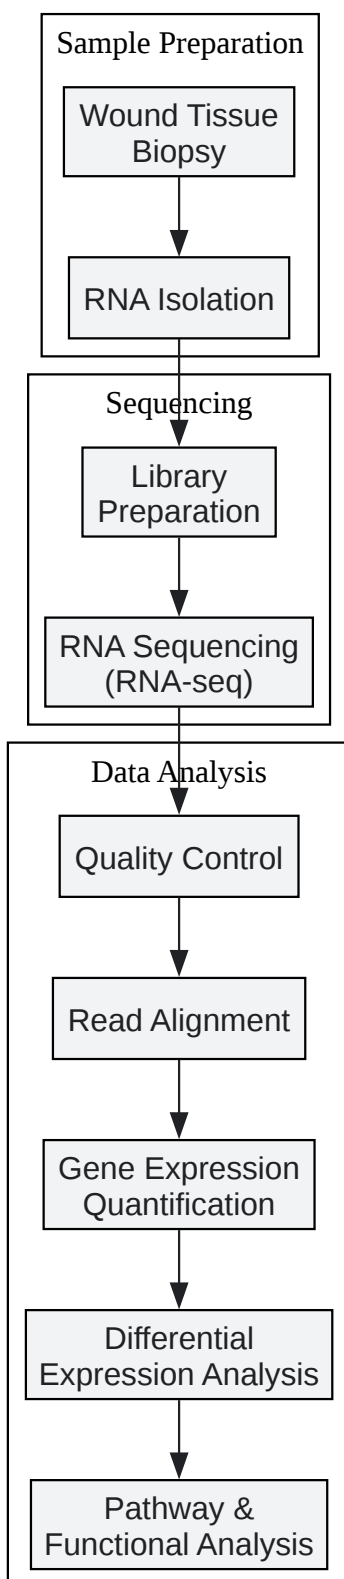 Sample Preparation
Wound Tissue
Biopsy
RNA Isolation
Sequencing
Library
Preparation
RNA Sequencing
(RNA-seq)
Data Analysis
Quality Control
Read Alignment
Gene Expression
Quantification
Differential
Expression Analysis
Pathway &
Functional Analysis